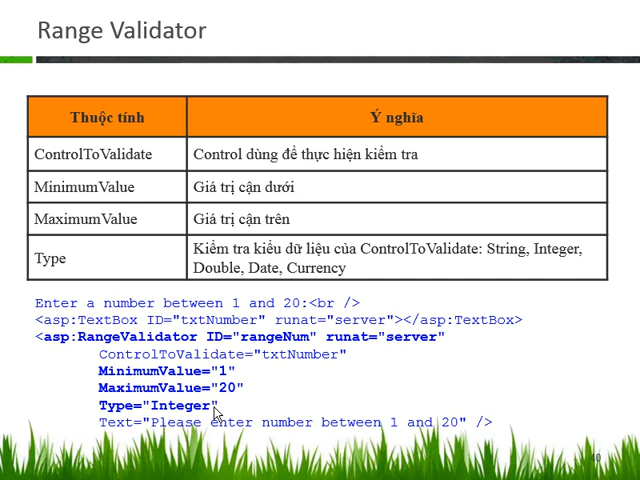 Range Validator
Thuộc tính
Ý nghĩa
ControlToValidate
Control dùng để thực hiện kiểm tra
MinimumValue
Giá trị cận dưới
MaximumValue
Giá trị cận trên
Type
Kiểm tra kiểu dữ liệu của ControlToValidate: String, Integer,
Double, Date, Currency
Enter a number between 1 and 20:<br />
<asp:TextBox ID="txtNumber" runat="server"></asp:TextBox>
<asp:RangeValidator ID="rangeNum" runat="server"
ControlToValidate="txtNumber"
MinimumValue="1"
MaximumValue="20"
Type="Integer"
Text="Please enter number between 1 and 20" />
40